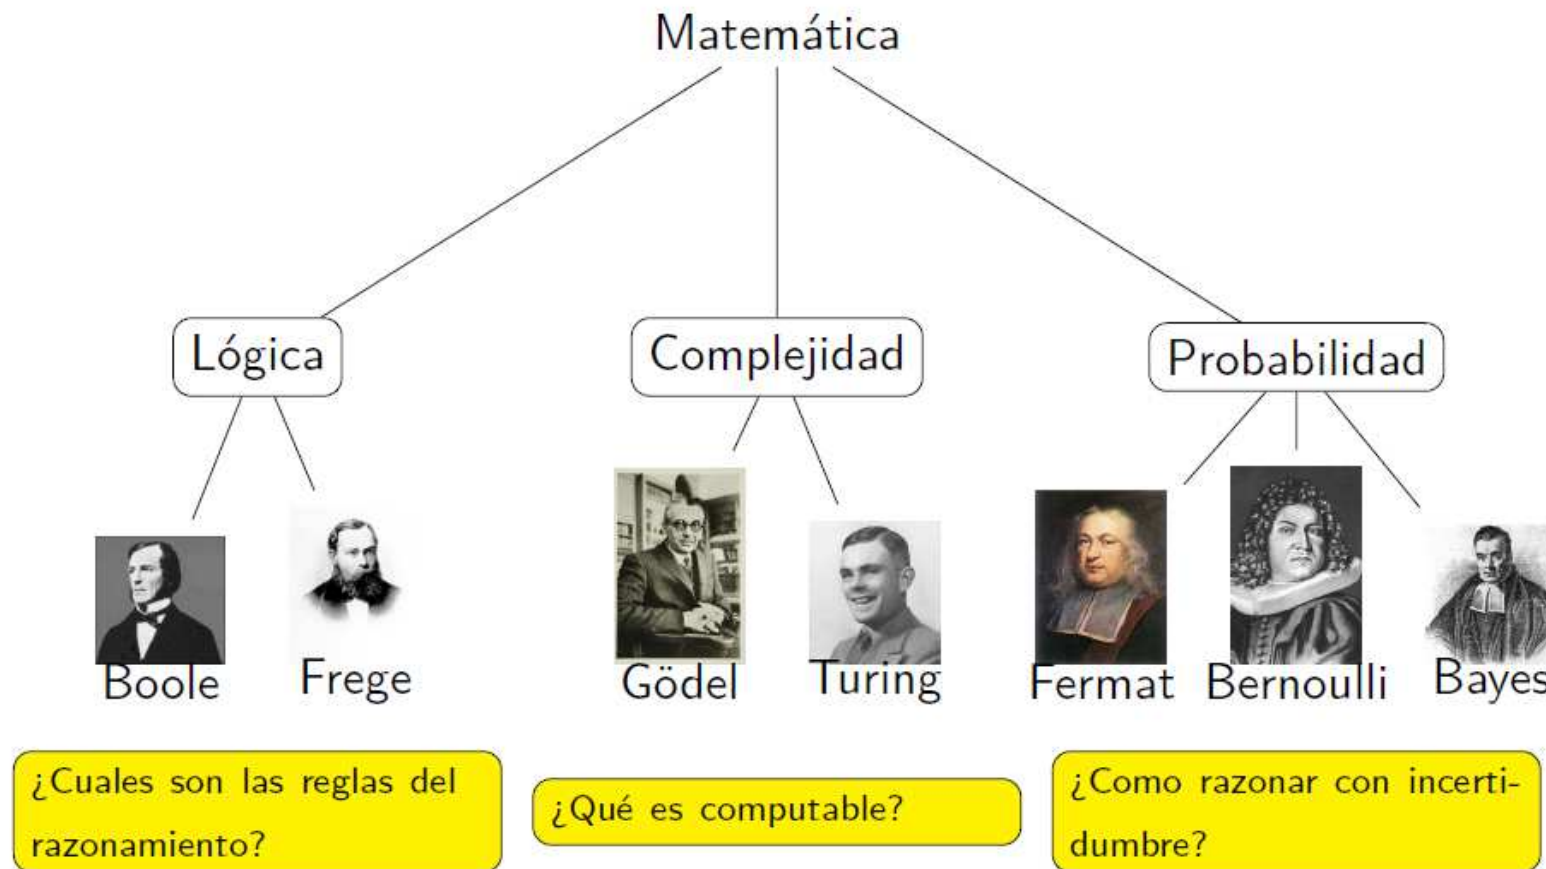 Matemática
Lógica
Complejidad
Probabilidad
Boole
Frege
Gödel
Turing
Fermat
Bernoulli
Bayes
¿Cuales son las reglas del
razonamiento?
¿Qué es computable?
¿Como razonar con incerti-
dumbre?